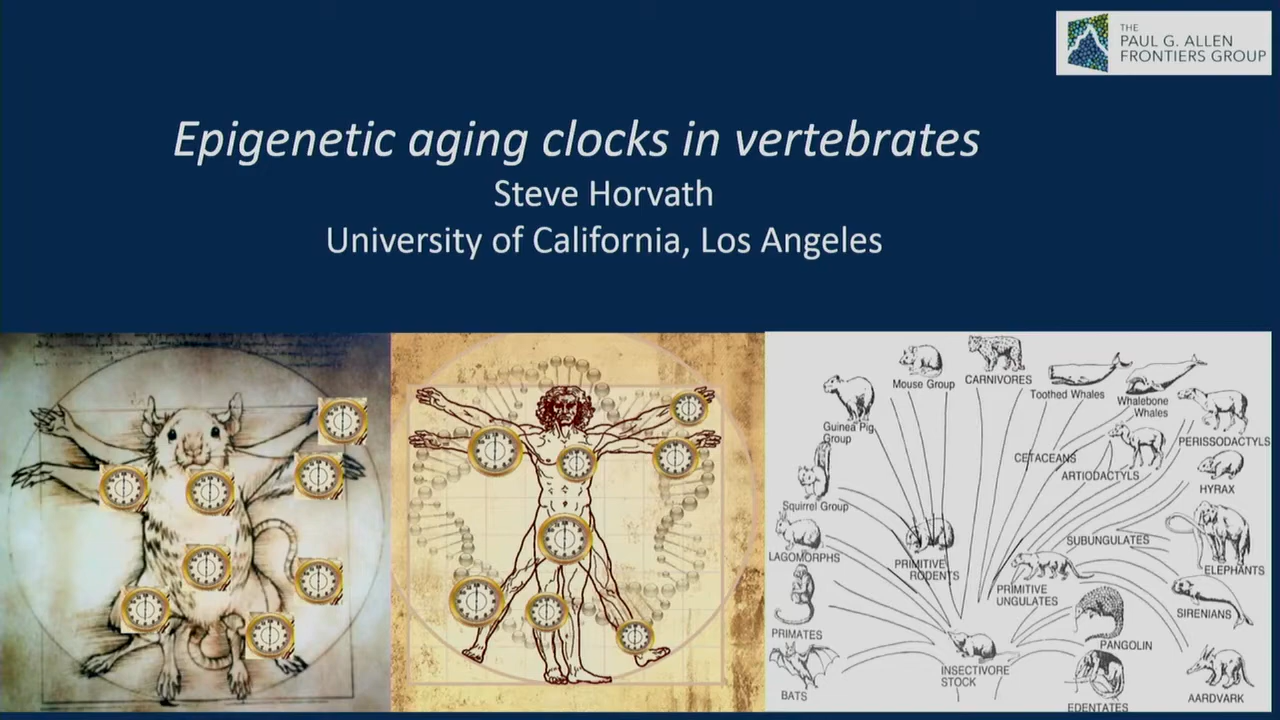 THE
PAUL G. ALLEN
FRONTIERS GROUP
Epigenetic aging clocks in vertebrates
Steve Horvath
University of California, Los Angeles
Mouse Group
CARNIVORES
Toothed Whales
Whalebone
Whales
Guinea Pig
Group
PERISSODACTYLS
CETACEANS
ARTIODACTYLS
HYRAX
Squirrel Group
SUBUNGULATES
LAGOMORPHS
PRIMITIVE
RODENTS
ELEPHANTS
PRIMITIVE
UNGULATES
SIRENIANS
PRIMATES
PANGOLIN
INSECTIVORE
STOCK
BATS
EDENTATES
AARDVARK